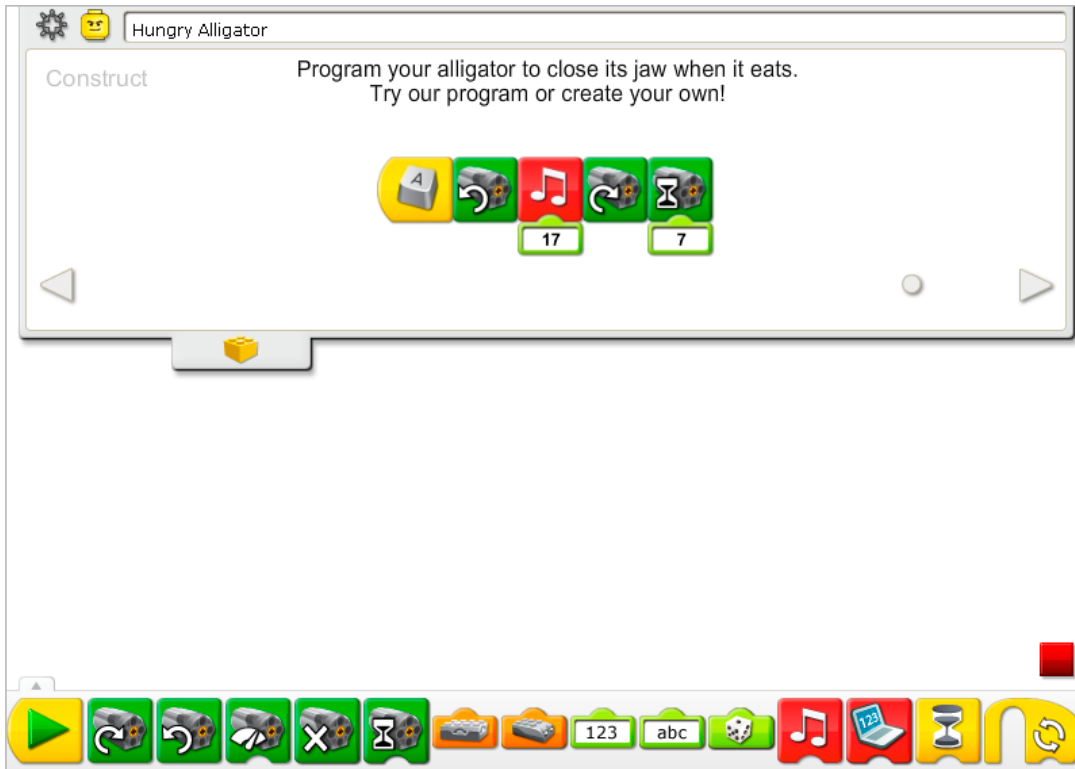 Hungry Alligator
Construct
Program your alligator to close its jaw when it eats.
Try our program or create your own!
A
17
7
123
abc
123